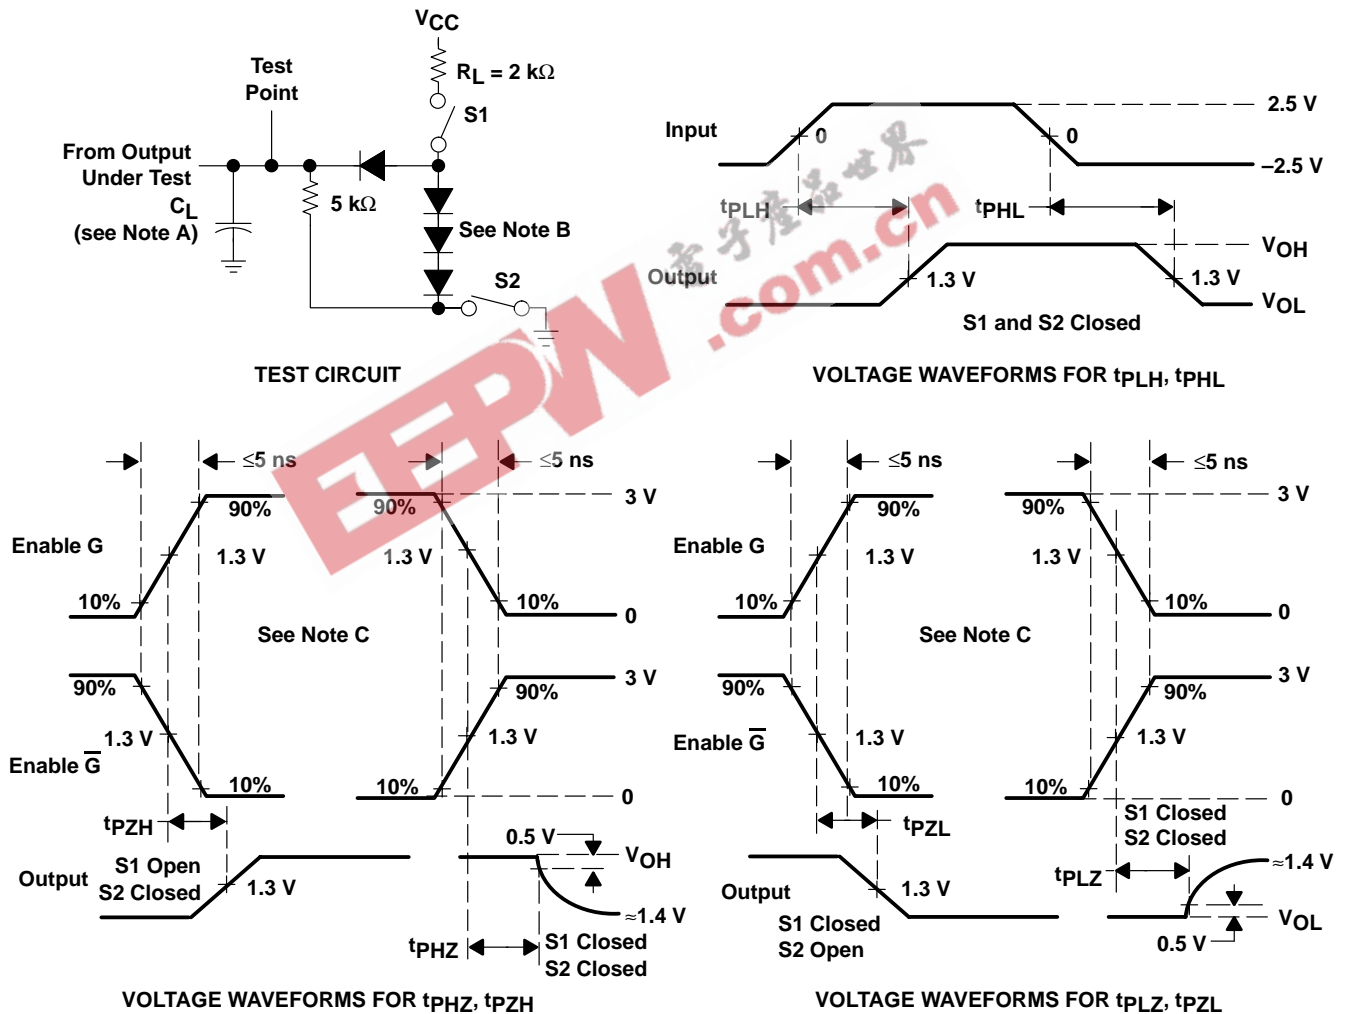 VCC
RL = 2 kΩ
Test
Point
S1
From Output
Under Test
CL
(see Note A)
5 kΩ
See Note B
S2
TEST CIRCUIT
Input
2.5 V
0
0
–2.5 V
tPLH
tPHL
Output
VOH
1.3 V
1.3 V
VOL
S1 and S2 Closed
VOLTAGE WAVEFORMS FOR tPLH, tPHL
EEPW
.com.cn
电子产品世界
≤5 ns
≤5 ns
3 V
90%
90%
Enable G
1.3 V
1.3 V
10%
10%
0
See Note C
3 V
90%
90%
1.3 V
1.3 V
Enable G̅
10%
10%
0
tPZH
0.5 V
VOH
S1 Open
S2 Closed
Output
1.3 V
≈1.4 V
tPHZ
S1 Closed
S2 Closed
VOLTAGE WAVEFORMS FOR tPHZ, tPZH
≤5 ns
≤5 ns
3 V
90%
90%
Enable G
1.3 V
1.3 V
10%
10%
0
See Note C
3 V
90%
90%
Enable G̅
1.3 V
1.3 V
10%
10%
0
tPZL
S1 Closed
S2 Closed
≈1.4 V
tPLZ
Output
1.3 V
S1 Closed
S2 Open
VOL
0.5 V
VOLTAGE WAVEFORMS FOR tPLZ, tPZL